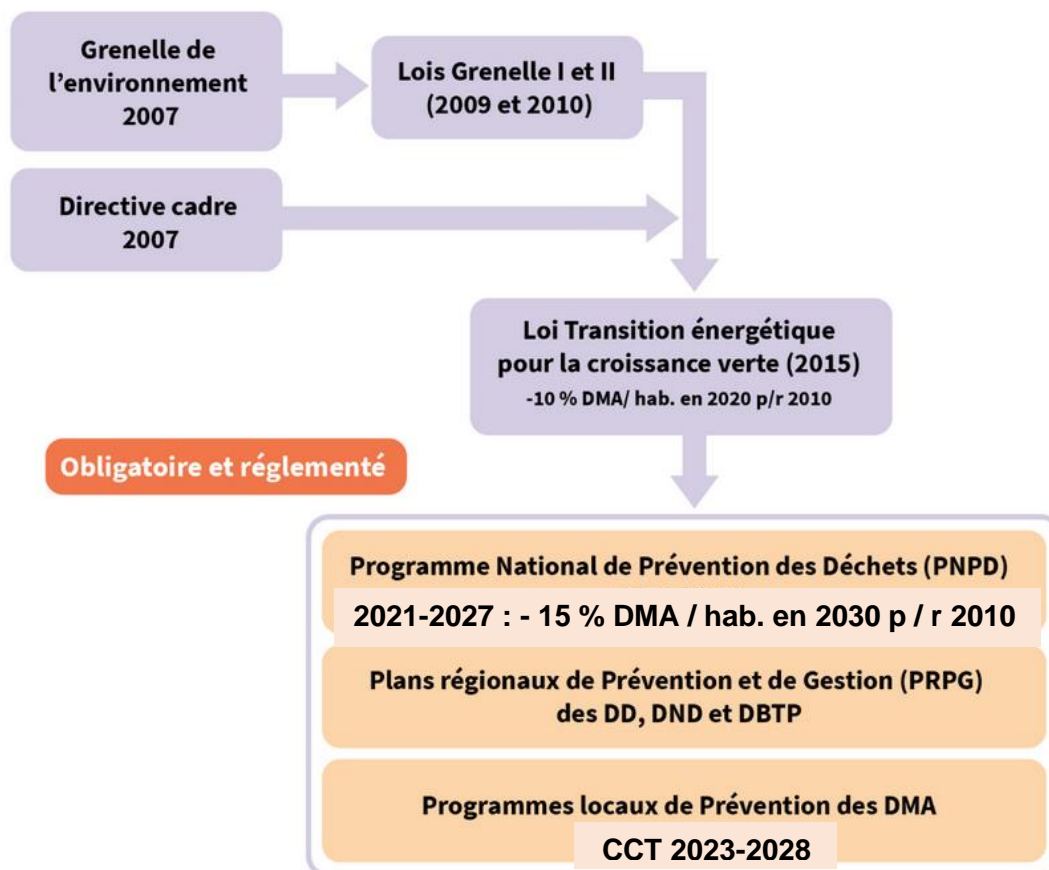 Grenelle de
l’environnement
2007
Lois Grenelle I et II
(2009 et 2010)
Directive cadre
2007
Loi Transition énergétique
pour la croissance verte (2015)
-10 % DMA/ hab. en 2020 p/r 2010
Obligatoire et réglementé
Programme National de Prévention des Déchets (PNPD)
2021-2027 : - 15 % DMA / hab. en 2030 p / r 2010
Plans régionaux de Prévention et de Gestion (PRPG)
des DD, DND et DBTP
Programmes locaux de Prévention des DMA
CCT 2023-2028